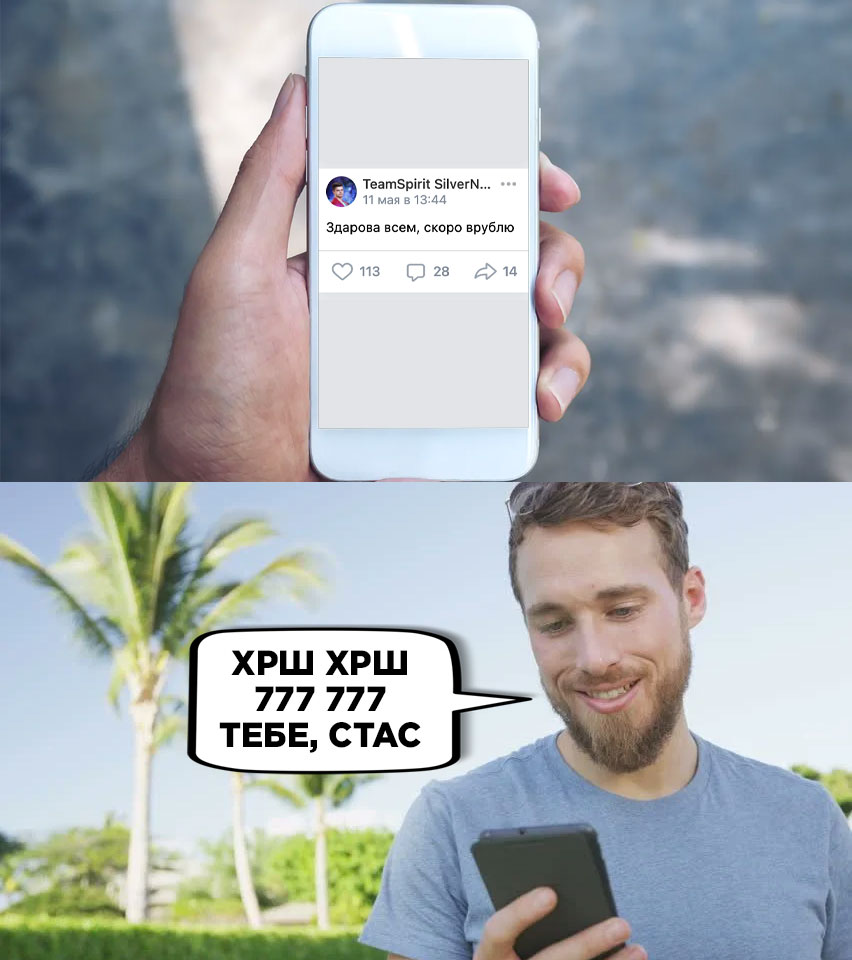 TeamSpirit SilverN...
11 мая в 13:44
Здарова всем, скоро врублю
113 28 14
ХРШ ХРШ
777 777
ТЕБЕ, СТАС